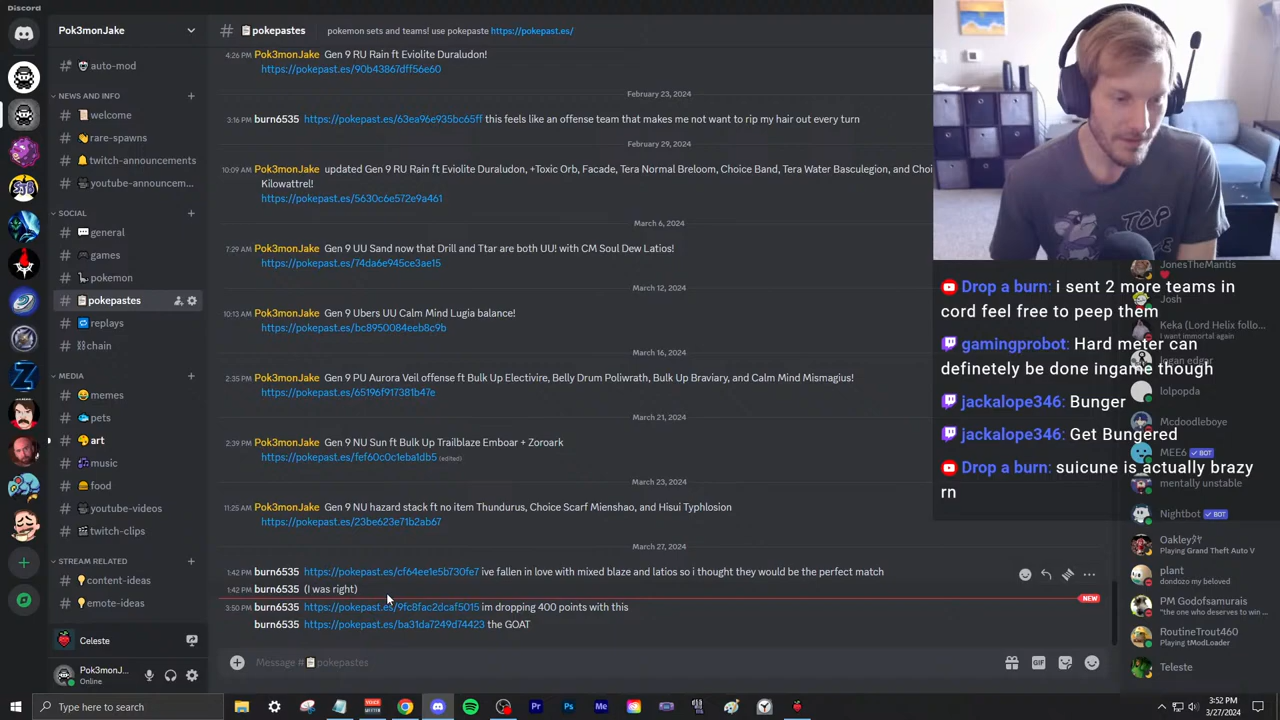 Discord
Pok3monJake
# 📋pokepastes pokemon sets and teams! use pokepaste https://pokepast.es/
auto-mod
NEWS AND INFO
welcome
rare-spawns
twitch-announcements
youtube-announcem...
SOCIAL
general
games
pokemon
pokepastes
replays
chain
MEDIA
memes
pets
art
music
food
youtube-videos
twitch-clips
STREAM RELATED
content-ideas
emote-ideas
Celeste
Pok3monJ...
Online
4:26 PM Pok3monJake Gen 9 RU Rain ft Eviolite Duraludon!
https://pokepast.es/90b43867dff56e60
February 23, 2024
3:16 PM burn6535 https://pokepast.es/63ea96e935bc65ff this feels like an offense team that makes me not want to rip my hair out every turn
February 29, 2024
10:09 AM Pok3monJake updated Gen 9 RU Rain ft Eviolite Duraludon, +Toxic Orb, Facade, Tera Normal Breloom, Choice Band, Tera Water Basculegion, and Choi
Kilowattrel!
https://pokepast.es/5630c6e572e9a461
March 6, 2024
7:29 AM Pok3monJake Gen 9 UU Sand now that Drill and Ttar are both UU! with CM Soul Dew Latios!
https://pokepast.es/74da6e945ce3ae15
March 12, 2024
10:13 AM Pok3monJake Gen 9 Ubers UU Calm Mind Lugia balance!
https://pokepast.es/bc8950084eeb8c9b
March 16, 2024
2:35 PM Pok3monJake Gen 9 PU Aurora Veil offense ft Bulk Up Electivire, Belly Drum Poliwrath, Bulk Up Braviary, and Calm Mind Mismagius!
https://pokepast.es/65196f917381b47e
March 21, 2024
2:39 PM Pok3monJake Gen 9 NU Sun ft Bulk Up Trailblaze Emboar + Zoroark
https://pokepast.es/fef60c0c1eba1db5 (edited)
March 23, 2024
11:25 AM Pok3monJake Gen 9 NU hazard stack ft no item Thundurus, Choice Scarf Mienshao, and Hisui Typhlosion
https://pokepast.es/23be623e71b2ab67
March 27, 2024
1:42 PM burn6535 https://pokepast.es/cf64ee1e5b730fe7 ive fallen in love with mixed blaze and latios so i thought they would be the perfect match
1:42 PM burn6535 (I was right)
NEW
3:50 PM burn6535 https://pokepast.es/9fc8fac2dcaf5015 im dropping 400 points with this
burn6535 https://pokepast.es/ba31da7249d74423 the GOAT
Message #📋pokepastes
GIF
TOP
Drop a burn: i sent 2 more teams in
cord feel free to peep them
gamingprobot: Hard meter can
definetely be done ingame though
jackalope346: Bunger
jackalope346: Get Bungered
Drop a burn: suicune is actually brazy
rn
JonesTheMantis
Josh
Keka (Lord Helix follo...
I want immortal again
logan edgar
lolpopda
Mcdoodleboye
MEE6 ✓ BOT
mentally unstable
Nightbot ✓ BOT
Oakley
Playing Grand Theft Auto V
plant
dondozo my beloved
PM Godofsamurais
"the one who deserves to win ...
RoutineTrout460
Playing tModLoader
Teleste
Type here to search
3:52 PM
3/27/2024